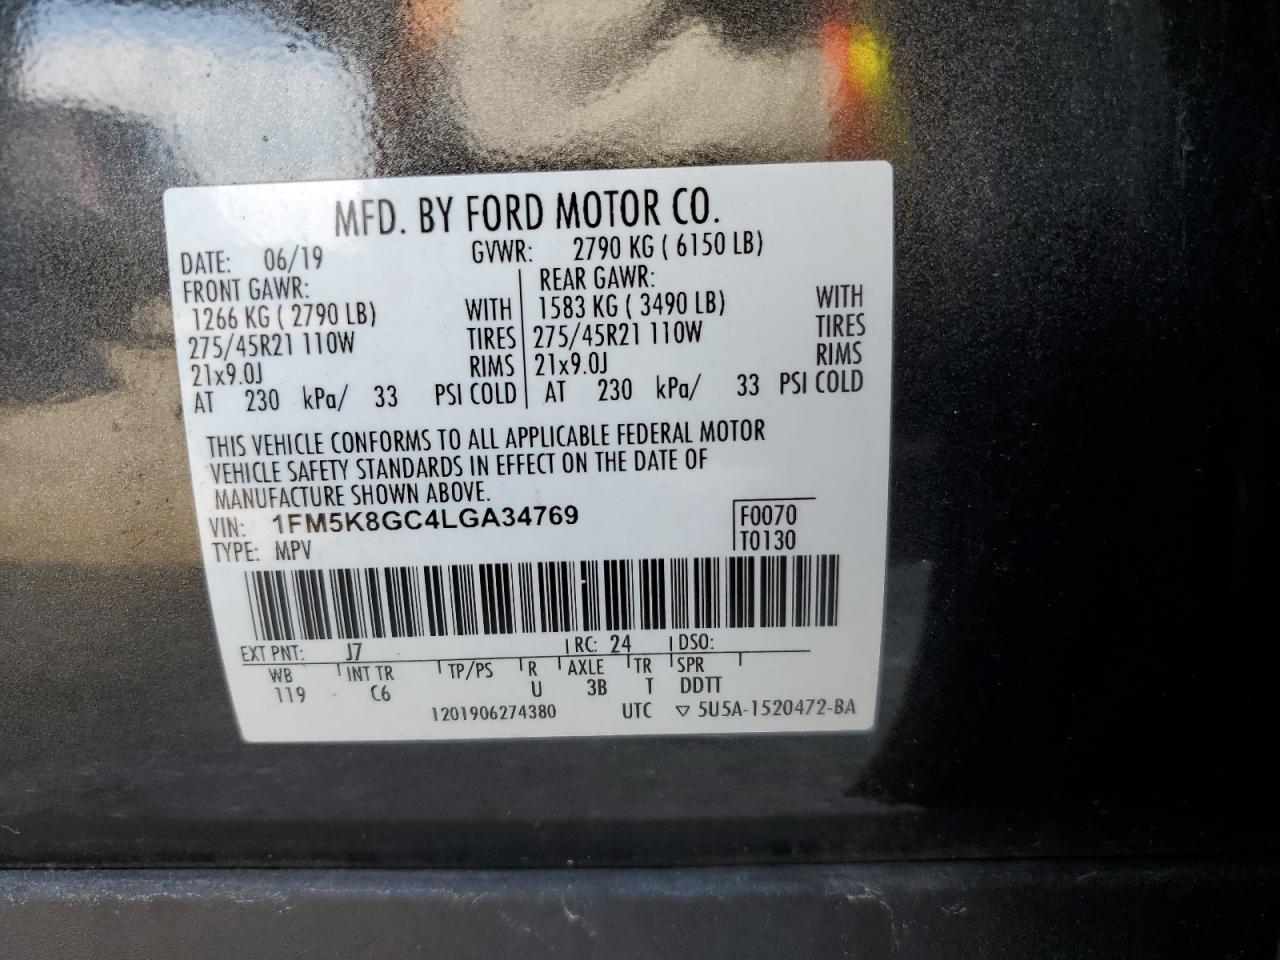 MFD. BY FORD MOTOR CO.
DATE: 06/19 GVWR: 2790 KG ( 6150 LB)
FRONT GAWR: REAR GAWR:
1266 KG ( 2790 LB) WITH 1583 KG ( 3490 LB) WITH
275/45R21 110W TIRES 275/45R21 110W TIRES
21x9.0J RIMS 21x9.0J RIMS
AT 230 kPa/ 33 PSI COLD AT 230 kPa/ 33 PSI COLD
THIS VEHICLE CONFORMS TO ALL APPLICABLE FEDERAL MOTOR
VEHICLE SAFETY STANDARDS IN EFFECT ON THE DATE OF
MANUFACTURE SHOWN ABOVE.
VIN: 1FM5K8GC4LGA34769 F0070
TYPE: MPV T0130
EXT PNT: J7 RC: 24 DSO:
WB INT TR TP/PS R AXLE TR SPR
119 C6 U 3B T DDTT
1201906274380 UTC ▽ 5U5A-1520472-BA